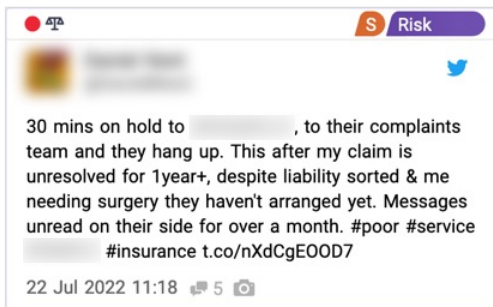 S Risk
30 mins on hold to , to their complaints
team and they hang up. This after my claim is
unresolved for 1year+, despite liability sorted & me
needing surgery they haven't arranged yet. Messages
unread on their side for over a month. #poor #service
#insurance t.co/nXdCgEOOD7
22 Jul 2022 11:18 5